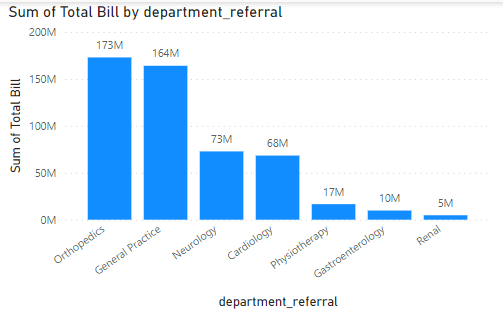 Sum of Total Bill by department_referral
200M
150M
100M
50M
0M
Sum of Total Bill
173M
164M
73M
68M
17M
10M
5M
Orthopedics
General Practice
Neurology
Cardiology
Physiotherapy
Gastroenterology
Renal
department_referral